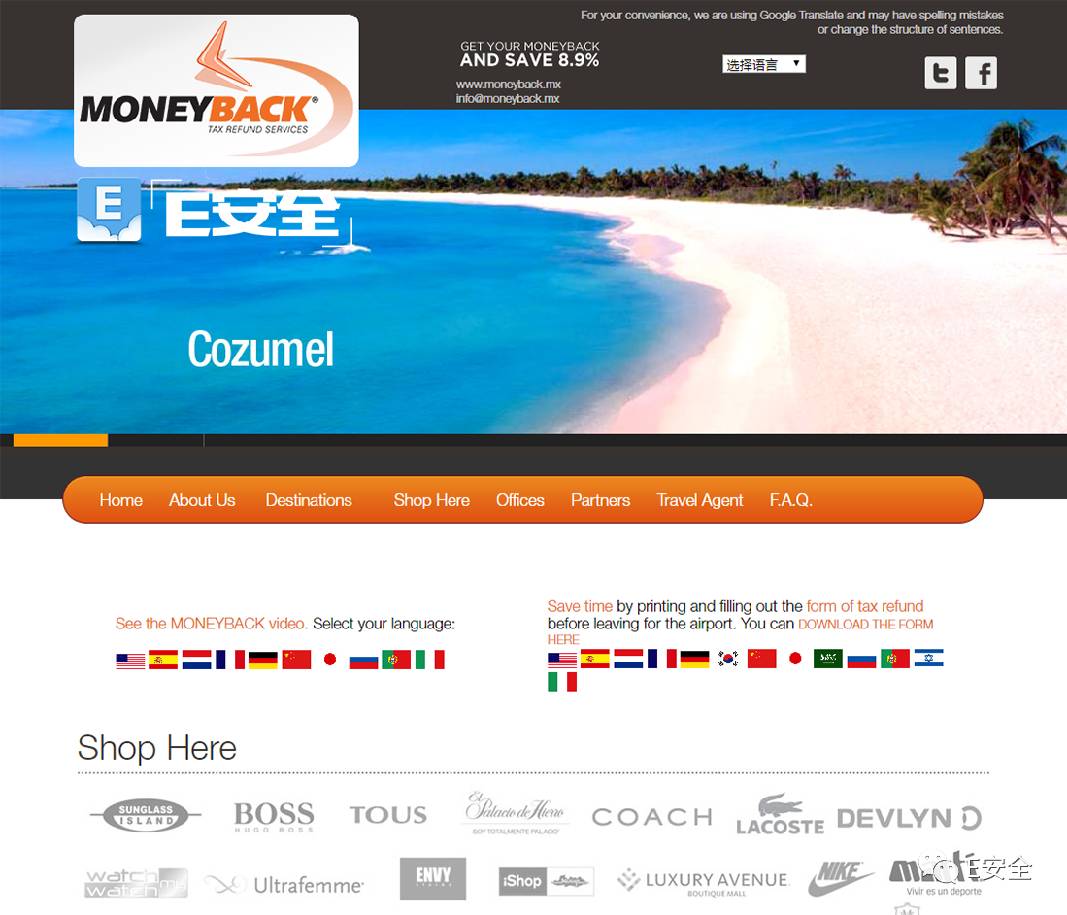 For your convenience, we are using Google Translate and may have spelling mistakes
or change the structure of sentences.
MONEYBACK®
TAX REFUND SERVICES
GET YOUR MONEYBACK
AND SAVE 8.9%
www.moneyback.mx
info@moneyback.mx
选择语言
t f
E E安全
Cozumel
Home About Us Destinations Shop Here Offices Partners Travel Agent F.A.Q.
See the MONEYBACK video. Select your language:
Save time by printing and filling out the form of tax refund
before leaving for the airport. You can DOWNLOAD THE FORM
HERE
Shop Here
SUNGLASS
ISLAND
BOSS
HUGO BOSS
TOUS
El
Palacio de Hierro
SOY TOTALMENTE PALACIO
COACH
LACOSTE
DEVLYN
watch
watch
Ultrafemme
ENVY
iShop
LUXURY AVENUE
BOUTIQUE MALL
NIKE
Vivir es un deporte
E安全